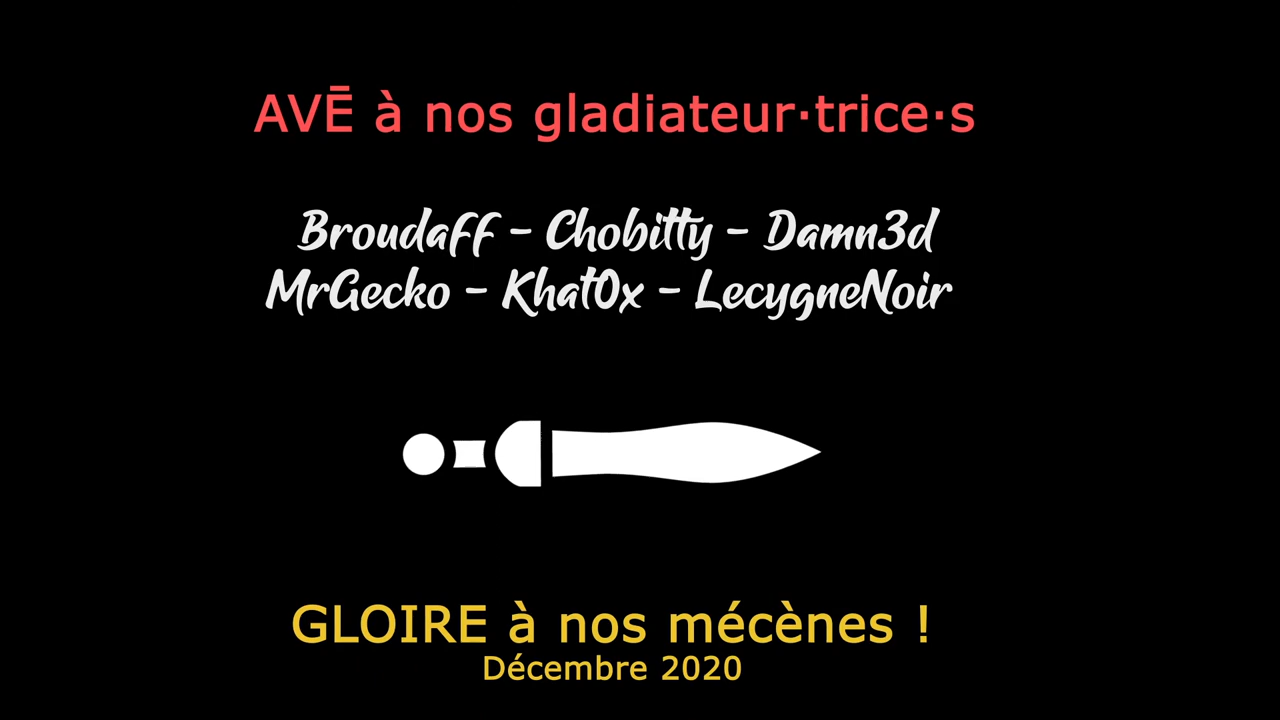 AVĒ à nos gladiateur·trice·s
Broudaff - Chobitty - Damn3d
MrGecko - Khat0x - LecygneNoir
GLOIRE à nos mécènes !
Décembre 2020